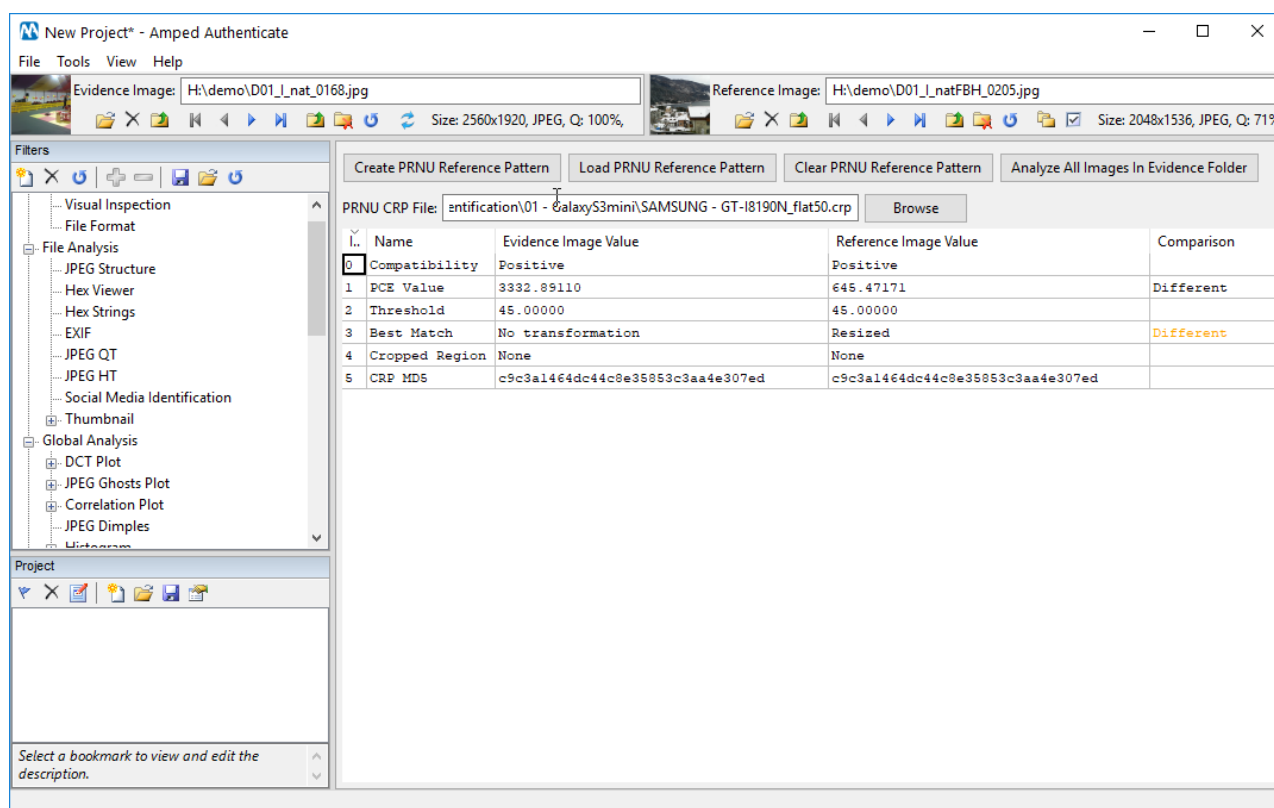 New Project* - Amped Authenticate
File Tools View Help
Evidence Image: H:\demo\D01_I_nat_0168.jpg
Reference Image: H:\demo\D01_I_natFBH_0205.jpg
Size: 2560x1920, JPEG, Q: 100%,
Size: 2048x1536, JPEG, Q: 71%
Filters
Visual Inspection
File Format
File Analysis
JPEG Structure
Hex Viewer
Hex Strings
EXIF
JPEG QT
JPEG HT
Social Media Identification
Thumbnail
Global Analysis
DCT Plot
JPEG Ghosts Plot
Correlation Plot
JPEG Dimples
Histogram
Project
Select a bookmark to view and edit the
description.
Create PRNU Reference Pattern Load PRNU Reference Pattern Clear PRNU Reference Pattern Analyze All Images In Evidence Folder
PRNU CRP File: entification\01 - GalaxyS3mini\SAMSUNG - GT-I8190N_flat50.crp Browse
I.. Name Evidence Image Value Reference Image Value Comparison
0 Compatibility Positive Positive
1 PCE Value 3332.89110 645.47171 Different
2 Threshold 45.00000 45.00000
3 Best Match No transformation Resized Different
4 Cropped Region None None
5 CRP MD5 c9c3a1464dc44c8e35853c3aa4e307ed c9c3a1464dc44c8e35853c3aa4e307ed